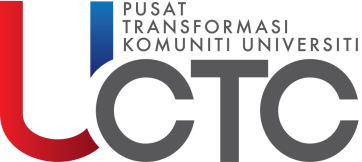 PUSAT
TRANSFORMASI
KOMUNITI UNIVERSITI
UCTC